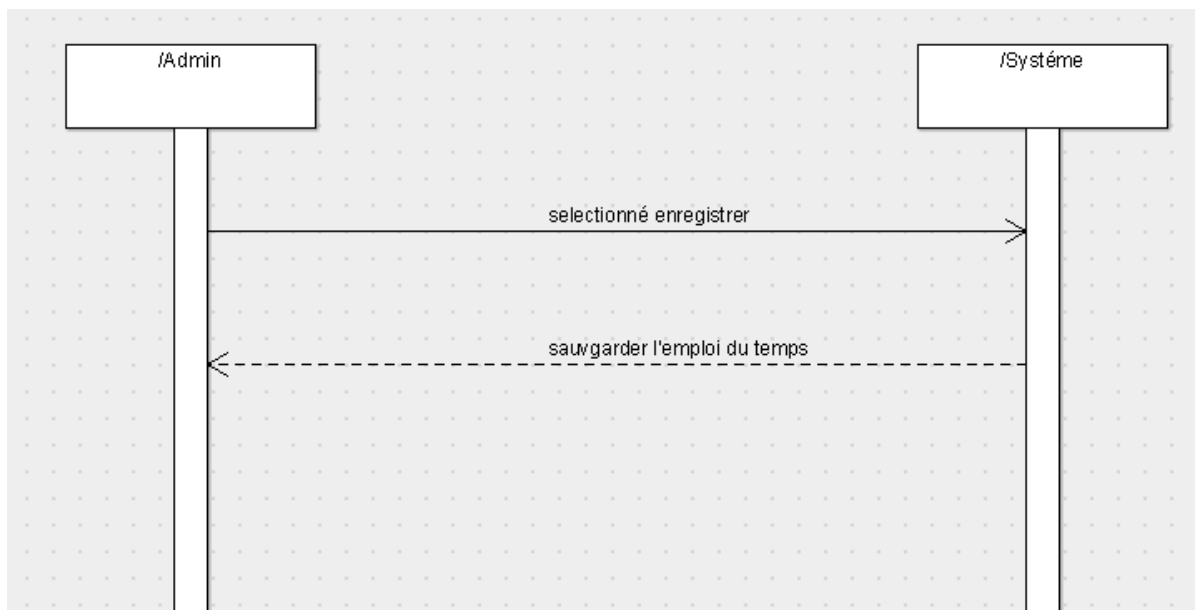 /Admin
/Systéme
selectionné enregistrer
sauvgarder l'emploi du temps